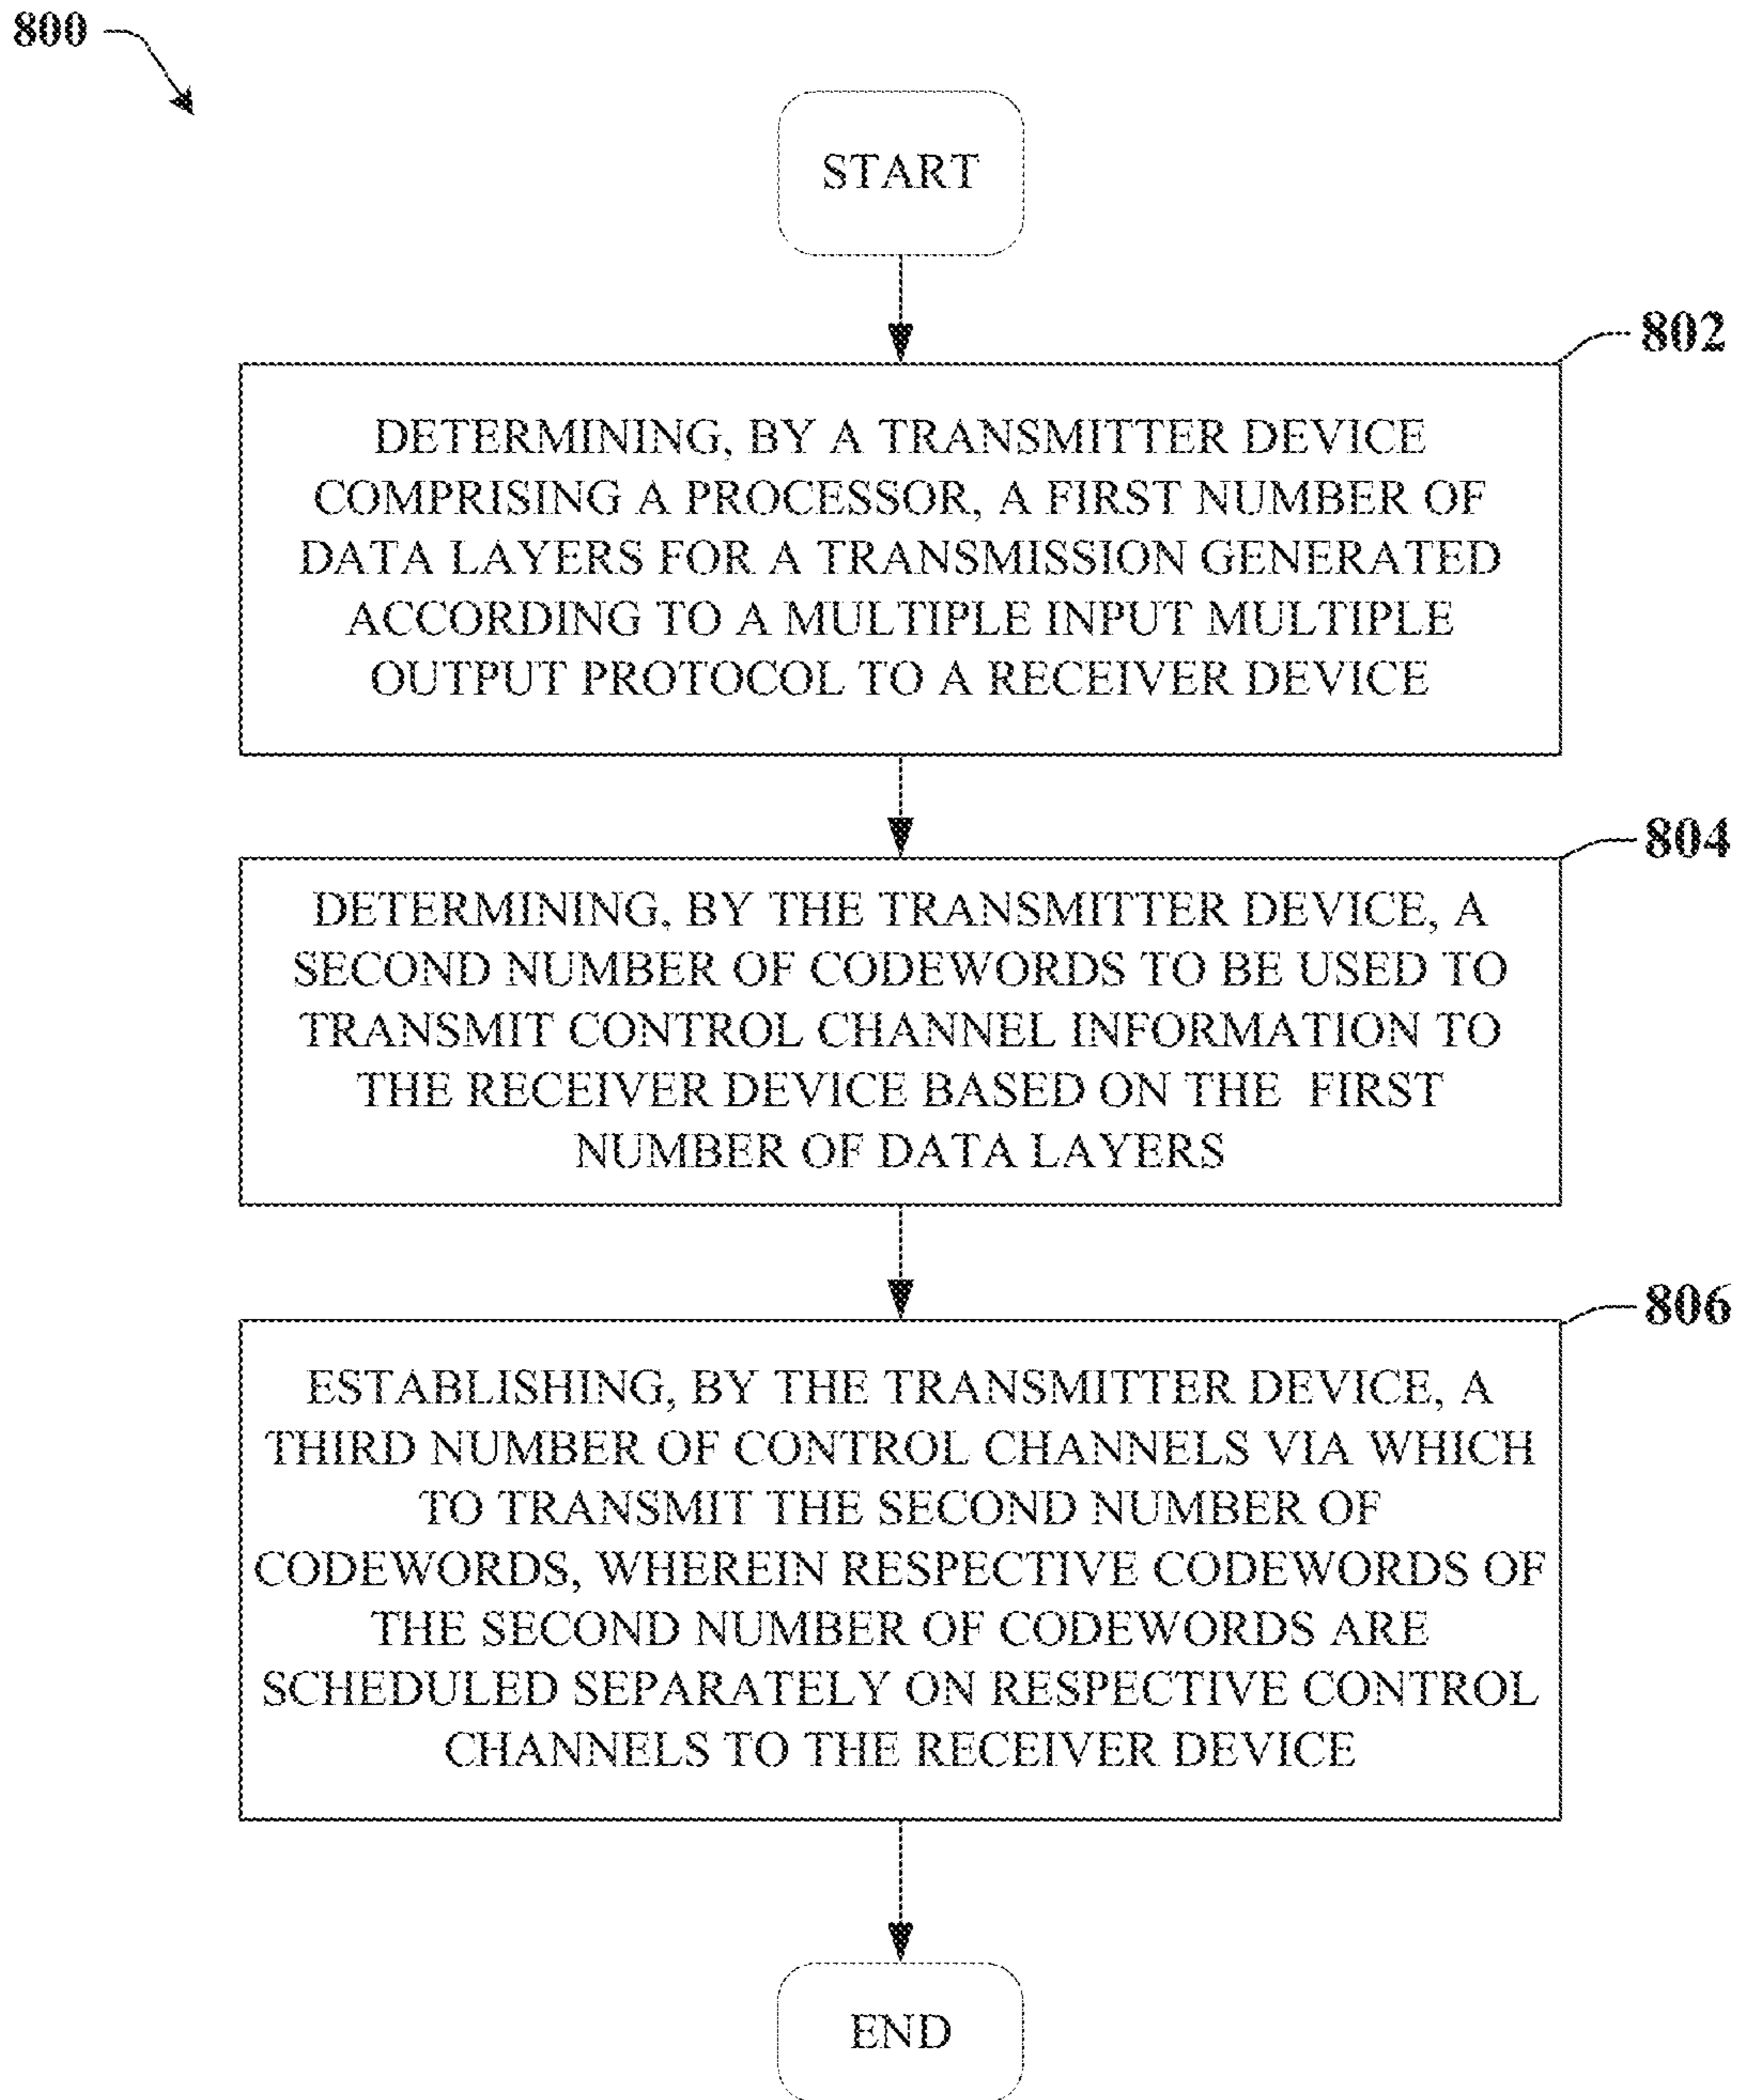 800
START
802
DETERMINING, BY A TRANSMITTER DEVICE
COMPRISING A PROCESSOR, A FIRST NUMBER OF
DATA LAYERS FOR A TRANSMISSION GENERATED
ACCORDING TO A MULTIPLE INPUT MULTIPLE
OUTPUT PROTOCOL TO A RECEIVER DEVICE
804
DETERMINING, BY THE TRANSMITTER DEVICE, A
SECOND NUMBER OF CODEWORDS TO BE USED TO
TRANSMIT CONTROL CHANNEL INFORMATION TO
THE RECEIVER DEVICE BASED ON THE FIRST
NUMBER OF DATA LAYERS
806
ESTABLISHING, BY THE TRANSMITTER DEVICE, A
THIRD NUMBER OF CONTROL CHANNELS VIA WHICH
TO TRANSMIT THE SECOND NUMBER OF
CODEWORDS, WHEREIN RESPECTIVE CODEWORDS OF
THE SECOND NUMBER OF CODEWORDS ARE
SCHEDULED SEPARATELY ON RESPECTIVE CONTROL
CHANNELS TO THE RECEIVER DEVICE
END